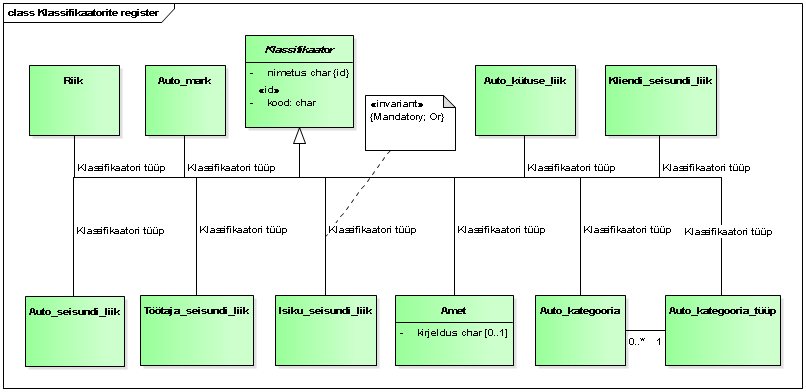 class Klassifikaatorite register
Klassifikaator
- nimetus char {id}
«id»
- kood: char
Riik
Auto_mark
«invariant»
{Mandatory; Or}
Auto_kütuse_liik
Kliendi_seisundi_liik
Klassifikaatori tüüp
Klassifikaatori tüüp
Klassifikaatori tüüp
Klassifikaatori tüüp
Klassifikaatori tüüp
Klassifikaatori tüüp
Klassifikaatori tüüp
Klassifikaatori tüüp
Klassifikaatori tüüp
Klassifikaatori tüüp
Auto_seisundi_liik
Töötaja_seisundi_liik
Isiku_seisundi_liik
Amet
- kirjeldus char [0..1]
Auto_kategooria
Auto_kategooria_tüüp
0..* 1